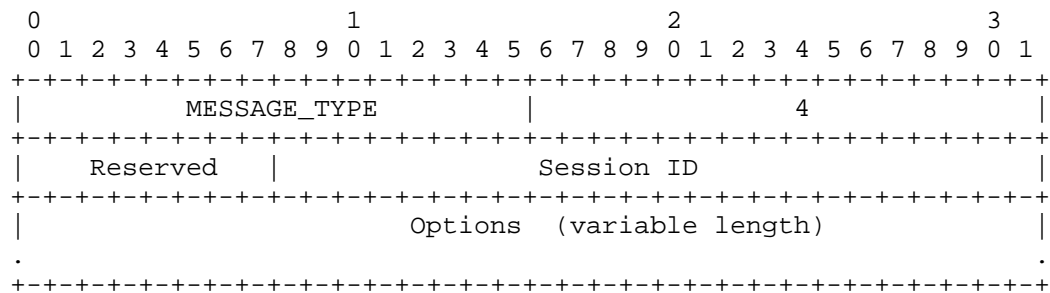 0                   1                   2                   3
 0 1 2 3 4 5 6 7 8 9 0 1 2 3 4 5 6 7 8 9 0 1 2 3 4 5 6 7 8 9 0 1
+-+-+-+-+-+-+-+-+-+-+-+-+-+-+-+-+-+-+-+-+-+-+-+-+-+-+-+-+-+-+-+-+
|          MESSAGE_TYPE         |               4               |
+-+-+-+-+-+-+-+-+-+-+-+-+-+-+-+-+-+-+-+-+-+-+-+-+-+-+-+-+-+-+-+-+
|    Reserved   |                Session ID                     |
+-+-+-+-+-+-+-+-+-+-+-+-+-+-+-+-+-+-+-+-+-+-+-+-+-+-+-+-+-+-+-+-+
|                        Options  (variable length)             |
.                                                               .
+-+-+-+-+-+-+-+-+-+-+-+-+-+-+-+-+-+-+-+-+-+-+-+-+-+-+-+-+-+-+-+-+